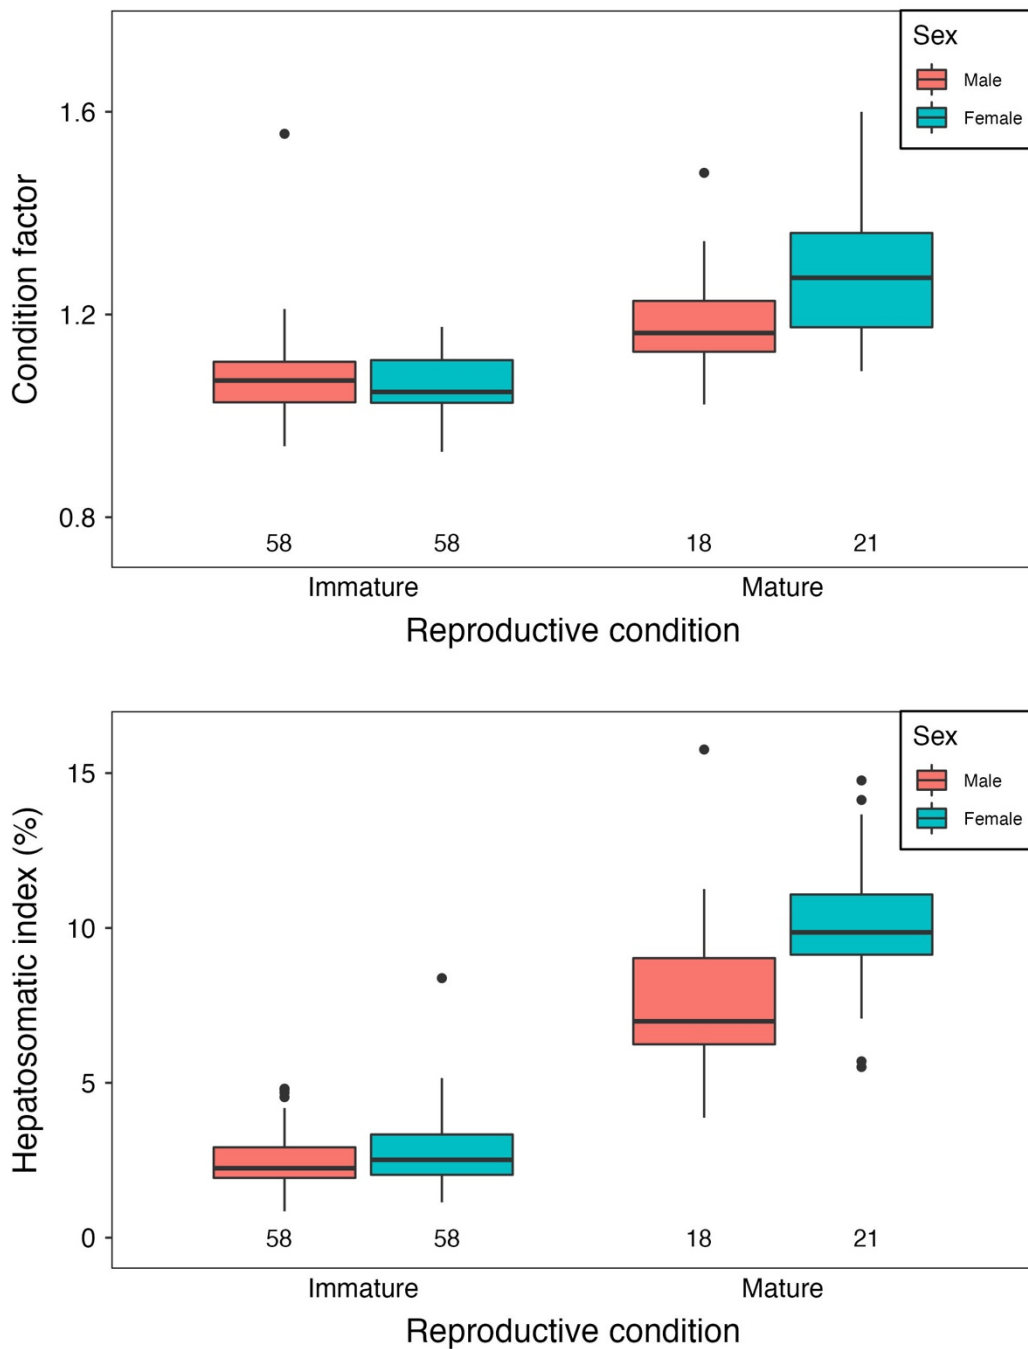 Sex
Male
Female
Condition factor
1.6
1.2
0.8
58 58 18 21
Immature Mature
Reproductive condition
Sex
Male
Female
Hepatosomatic index (%)
15
10
5
0
58 58 18 21
Immature Mature
Reproductive condition